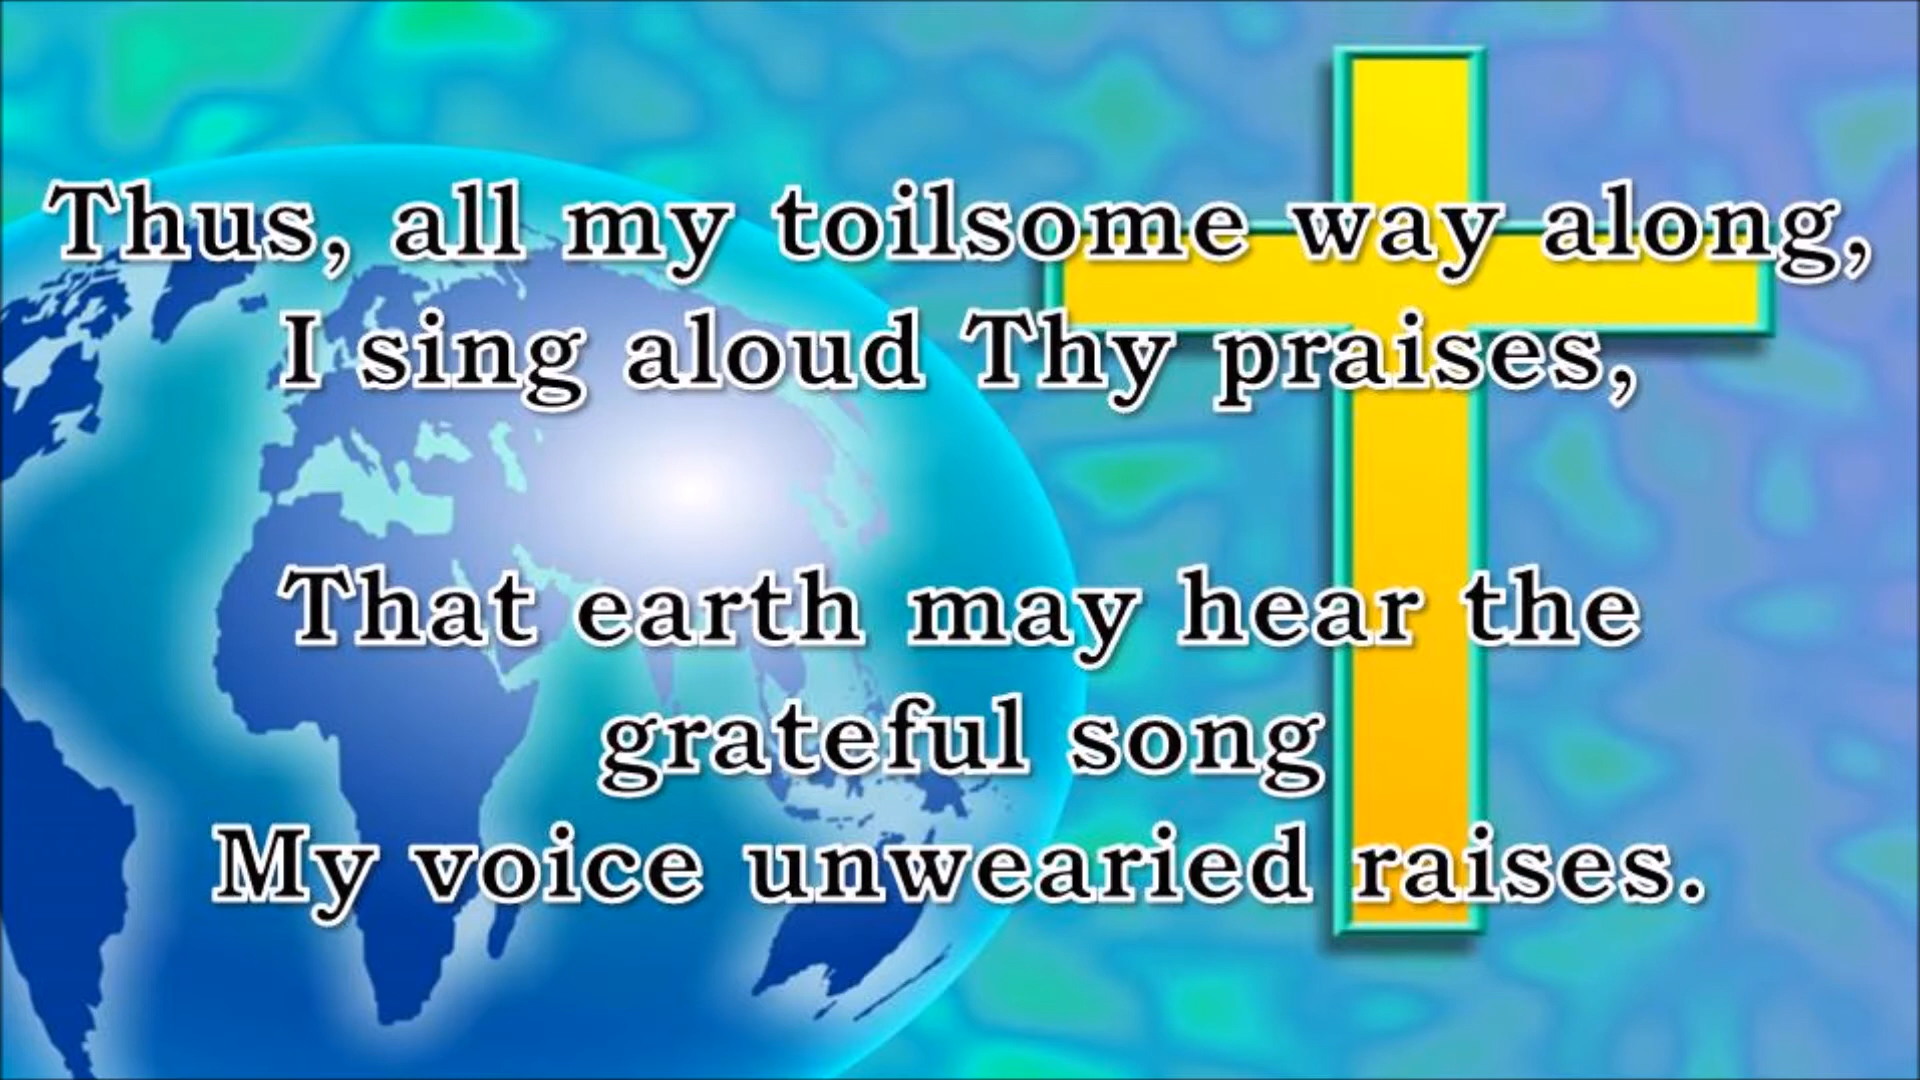 Thus, all my toilsome way along,
I sing aloud Thy praises,
That earth may hear the
grateful song
My voice unwearied raises.